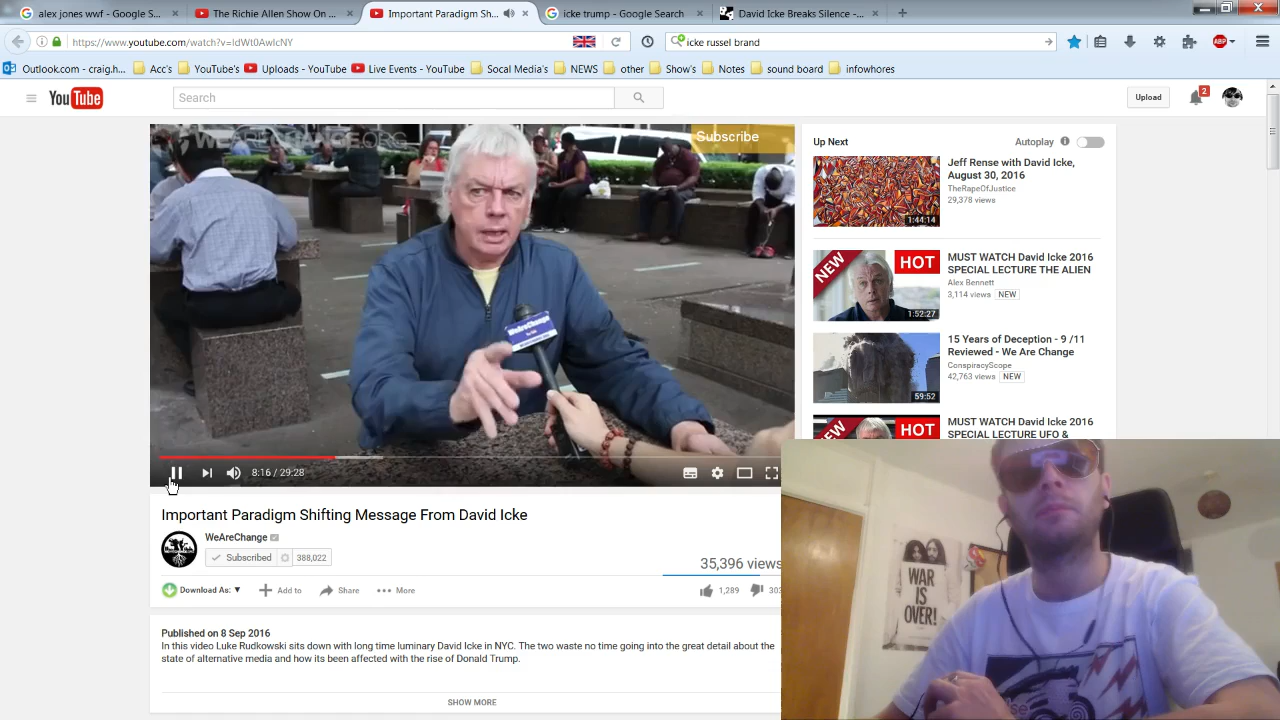 alex jones wwf - Google S...
The Richie Allen Show On ...
Important Paradigm Sh...
icke trump - Google Search
David Icke Breaks Silence -...
https://www.youtube.com/watch?v=IdWt0AwIcNY
icke russel brand
ABP
Outlook.com - craig.h...
Acc's
YouTube's
Uploads - YouTube
Live Events - YouTube
Socal Media's
NEWS
other
Show's
Notes
sound board
infowhores
YouTube
Search
Upload
2
WEARECHANGE.ORG
Subscribe
8:16 / 29:28
Up Next
Autoplay
Jeff Rense with David Icke,
August 30, 2016
TheRapeOfJustice
29,378 views
1:44:14
NEW
HOT
MUST WATCH David Icke 2016
SPECIAL LECTURE THE ALIEN
Alex Bennett
3,114 views NEW
1:52:27
15 Years of Deception - 9 /11
Reviewed - We Are Change
ConspiracyScope
42,763 views NEW
59:52
HOT
MUST WATCH David Icke 2016
SPECIAL LECTURE UFO &
Important Paradigm Shifting Message From David Icke
WeAreChange
Subscribed
388,022
35,396 views
Download As: ▼
Add to
Share
More
1,289
303
Published on 8 Sep 2016
In this video Luke Rudkowski sits down with long time luminary David Icke in NYC. The two waste no time going into the great detail about the
state of alternative media and how its been affected with the rise of Donald Trump.
SHOW MORE
WAR
IS
OVER!